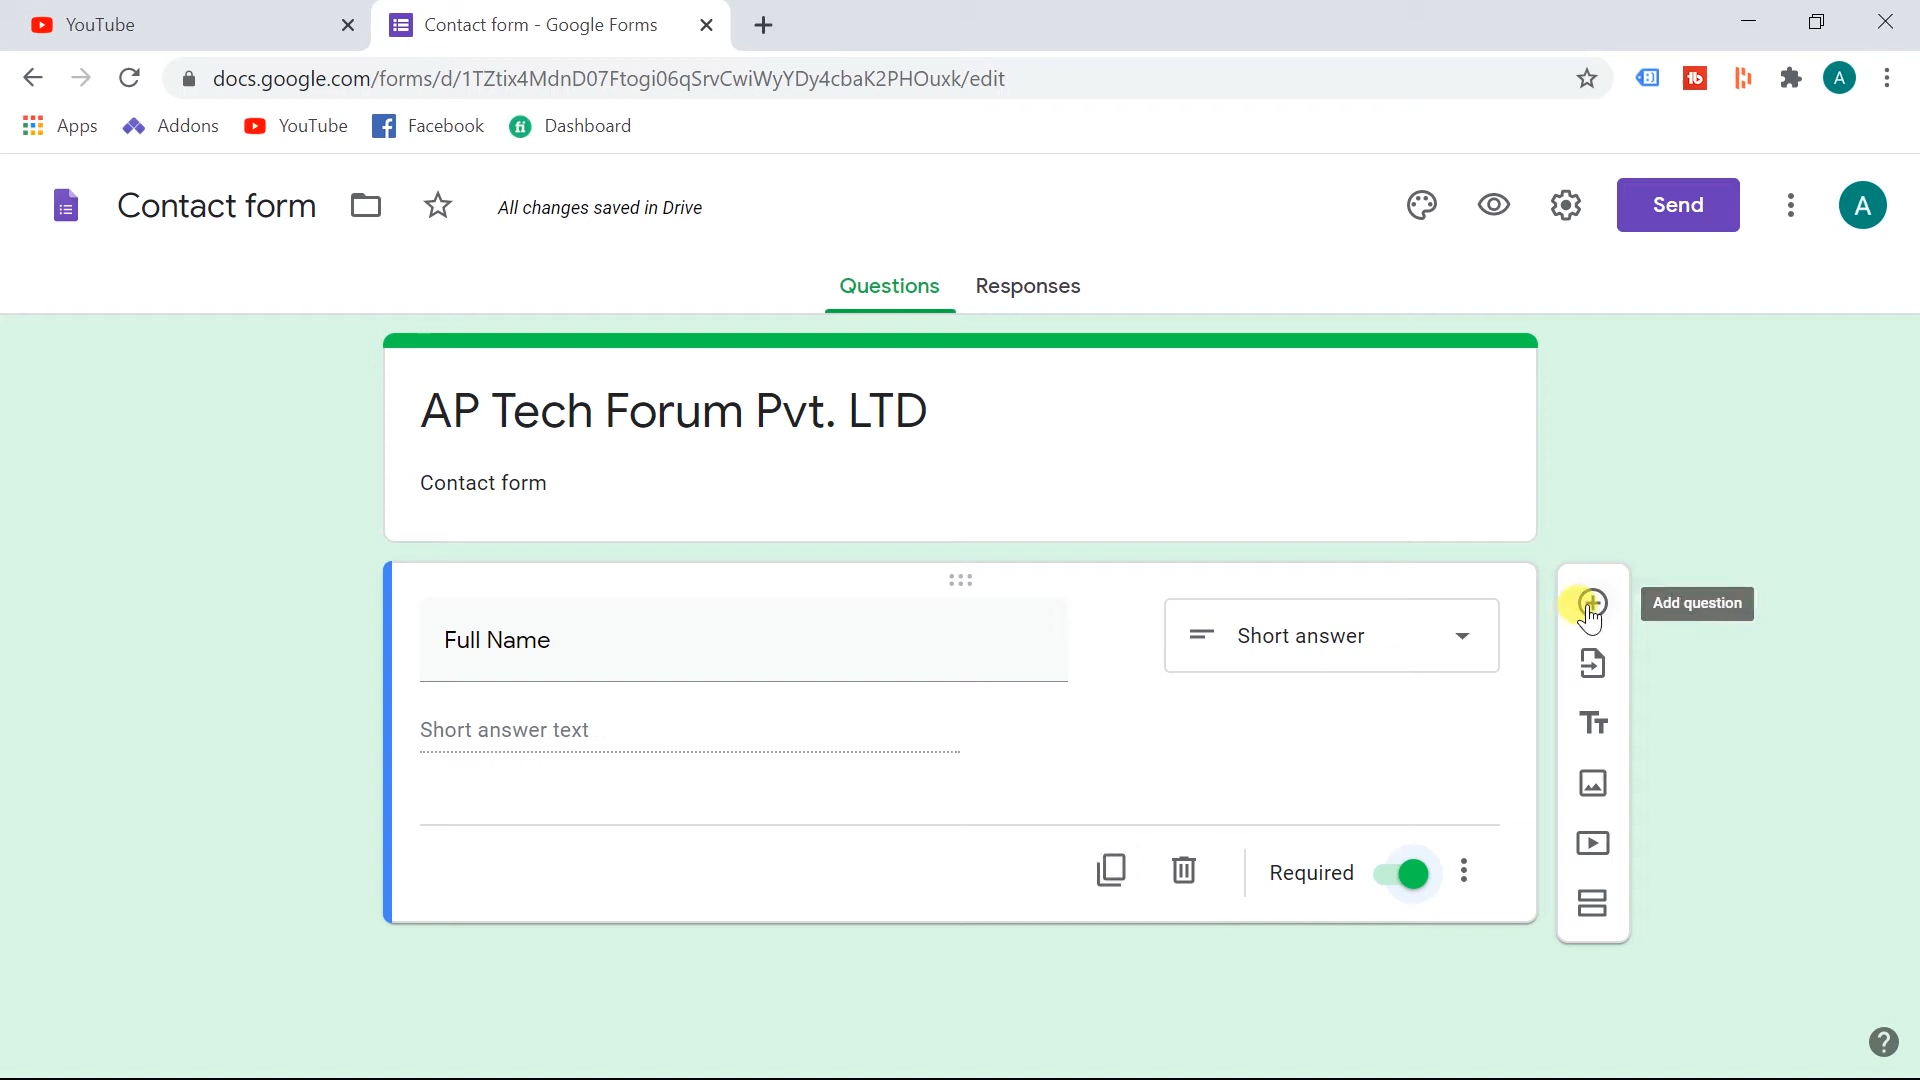 YouTube
Contact form - Google Forms
docs.google.com/forms/d/1TZtix4MdnD07Ftogi06qSrvCwiWyYDy4cbaK2PHOuxk/edit
A
Apps
Addons
YouTube
Facebook
Dashboard
Contact form
All changes saved in Drive
Send
A
Questions
Responses
AP Tech Forum Pvt. LTD
Contact form
Full Name
Short answer
Add question
Short answer text
Required